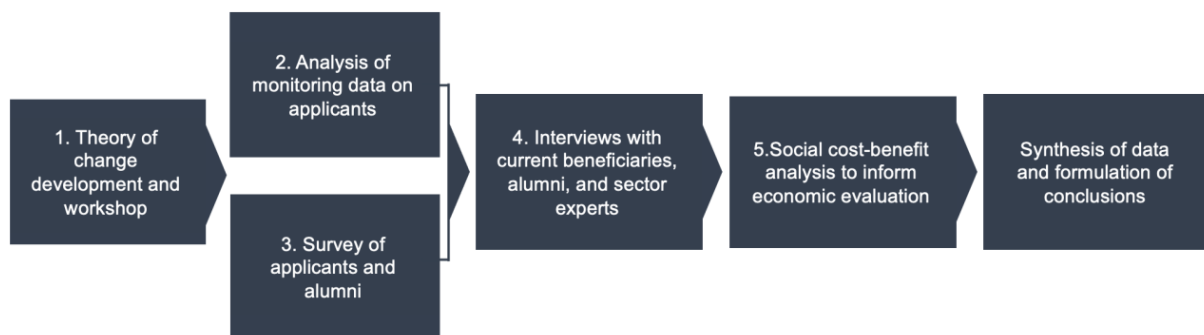 1. Theory of
change
development and
workshop
2. Analysis of
monitoring data on
applicants
3. Survey of
applicants and
alumni
4. Interviews with
current beneficiaries,
alumni, and sector
experts
5.Social cost-benefit
analysis to inform
economic evaluation
Synthesis of data
and formulation of
conclusions